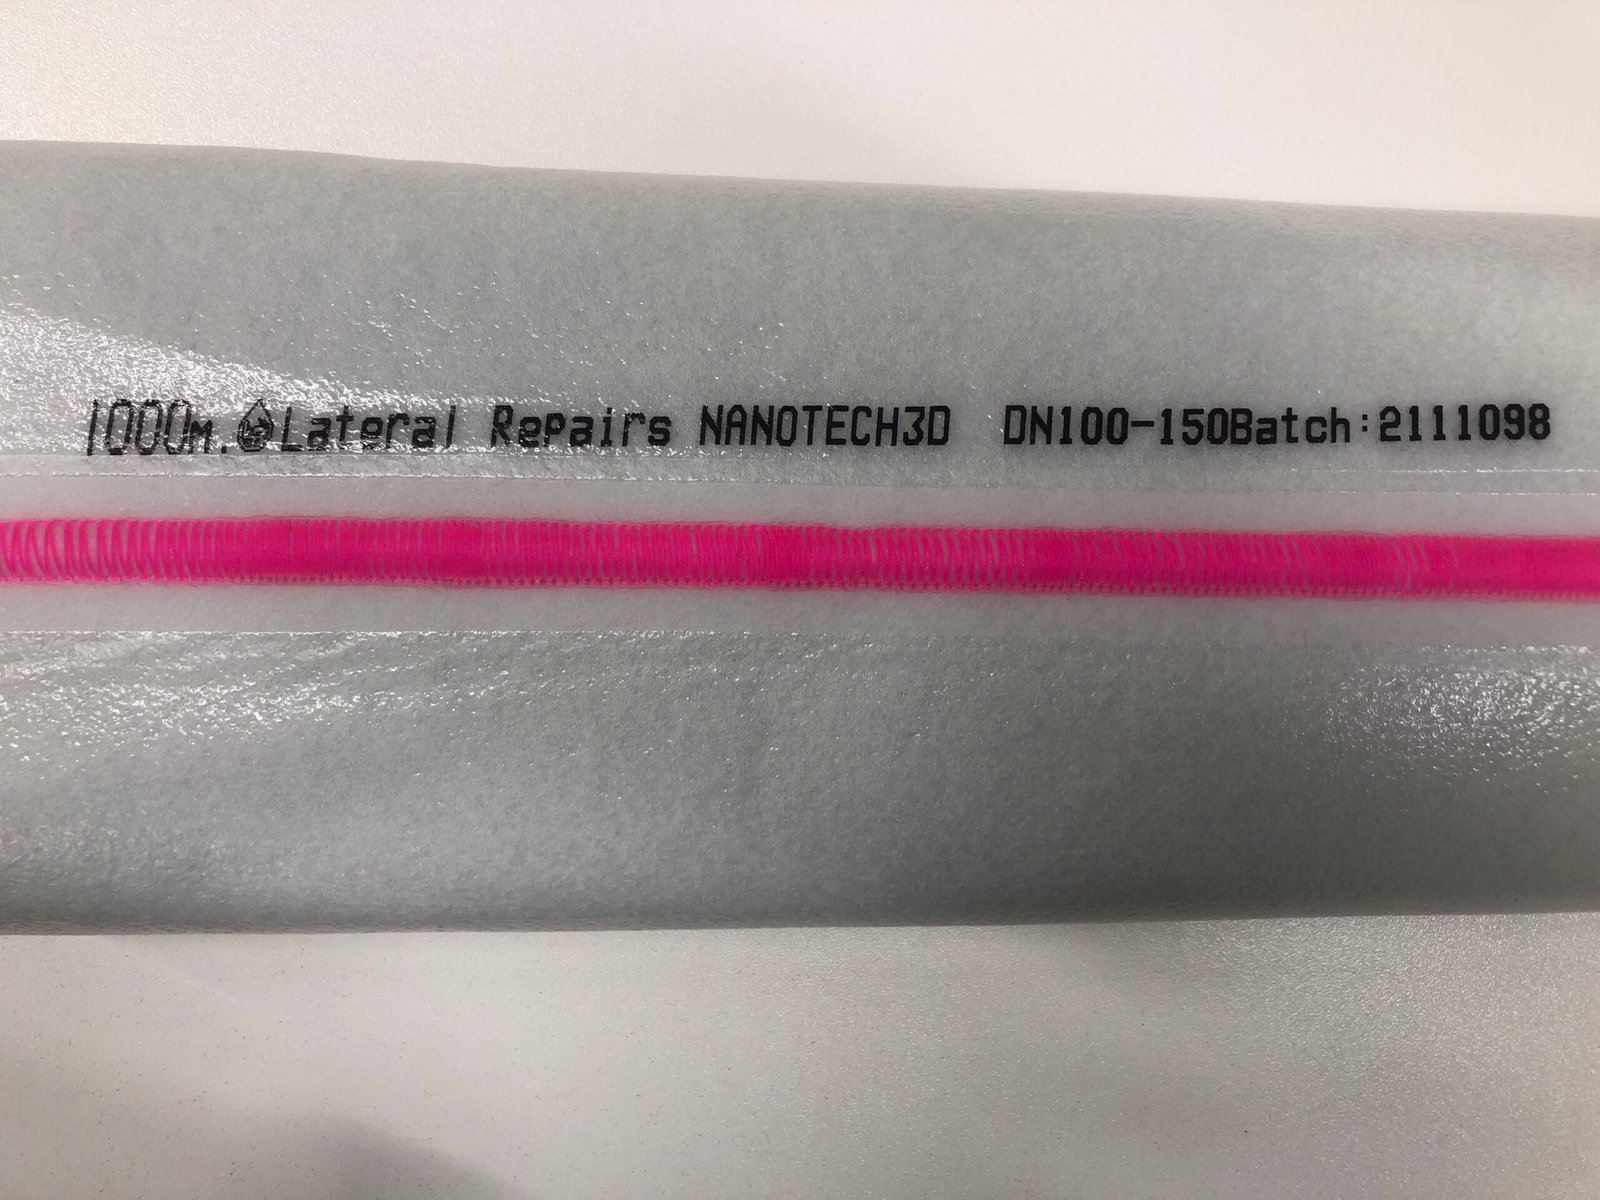 1000m. Lateral Repairs NANOTECH3D DN100-150Batch:2111098